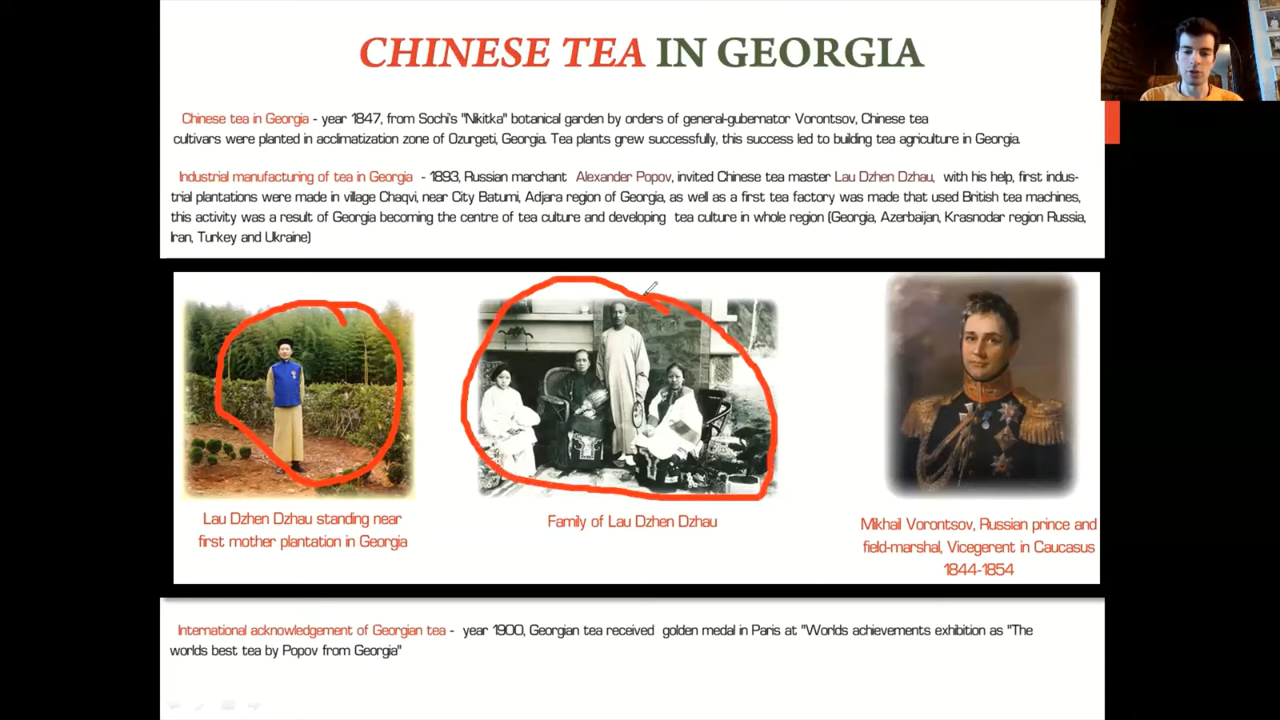 CHINESE TEA IN GEORGIA
Chinese tea in Georgia - year 1847, from Sochi's "Nikitka" botanical garden by orders of general-gubernator Vorontsov, Chinese tea
cultivars were planted in acclimatization zone of Ozurgeti, Georgia. Tea plants grew successfully, this success led to building tea agriculture in Georgia.
Industrial manufacturing of tea in Georgia - 1893, Russian marchant Alexander Popov, invited Chinese tea master Lau Dzhen Dzhau, with his help, first indus-
trial plantations were made in village Chaqvi, near City Batumi, Adjara region of Georgia, as well as a first tea factory was made that used British tea machines,
this activity was a result of Georgia becoming the centre of tea culture and developing tea culture in whole region (Georgia, Azerbaijan, Krasnodar region Russia,
Iran, Turkey and Ukraine)
Lau Dzhen Dzhau standing near
first mother plantation in Georgia
Family of Lau Dzhen Dzhau
Mikhail Vorontsov, Russian prince and
field-marshal, Vicegerent in Caucasus
1844-1854
International acknowledgement of Georgian tea - year 1900, Georgian tea received golden medal in Paris at "Worlds achievements exhibition as "The
worlds best tea by Popov from Georgia"